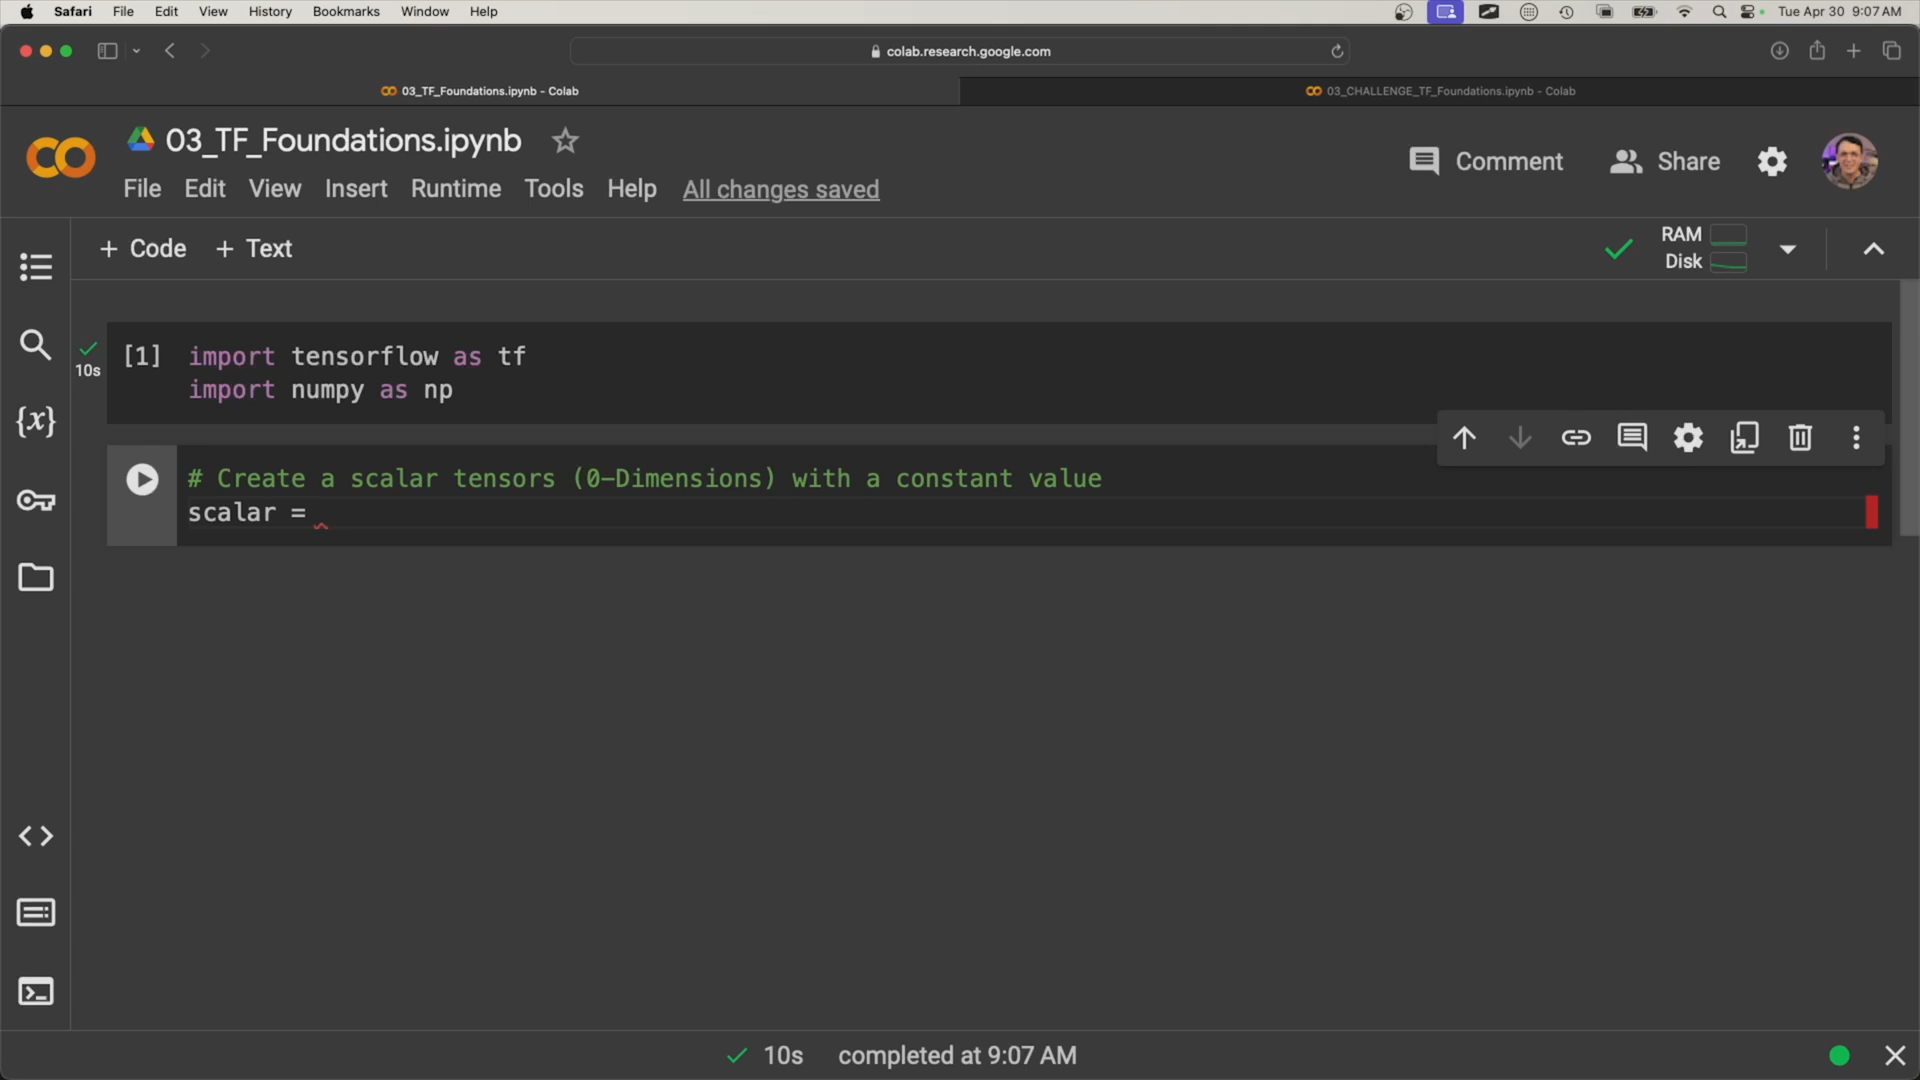 Safari File Edit View History Bookmarks Window Help Tue Apr 30 9:07 AM
colab.research.google.com
03_TF_Foundations.ipynb - Colab 03_CHALLENGE_TF_Foundations.ipynb - Colab
03_TF_Foundations.ipynb
Comment Share
File Edit View Insert Runtime Tools Help All changes saved
+ Code + Text
RAM
Disk
[1] import tensorflow as tf
10s
import numpy as np
{x}
# Create a scalar tensors (0-Dimensions) with a constant value
scalar =
10s completed at 9:07 AM